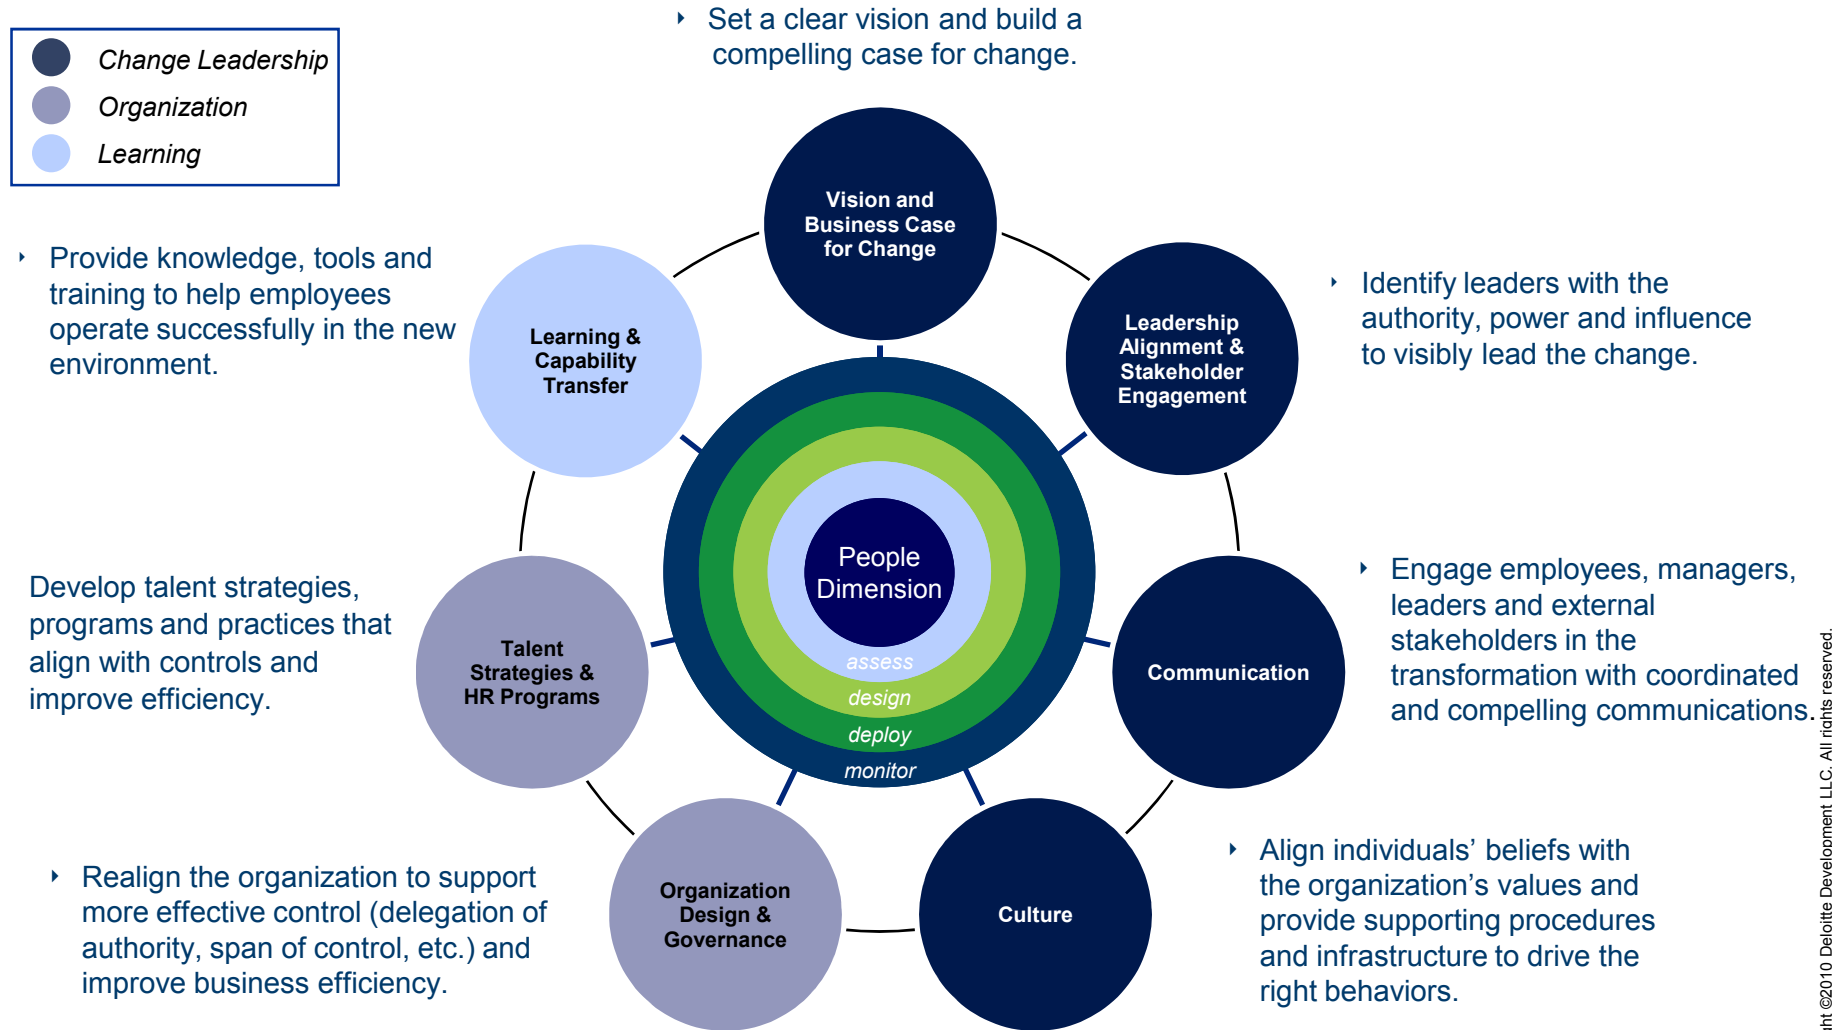 ‣ Set a clear vision and build a
compelling case for change.
Change Leadership
Organization
Learning
Vision and
Business Case
for Change
‣ Provide knowledge, tools and
training to help employees
operate successfully in the new
environment.
Learning &
Capability
Transfer
Leadership
Alignment &
Stakeholder
Engagement
‣ Identify leaders with the
authority, power and influence
to visibly lead the change.
People
Dimension
assess
design
deploy
monitor
Develop talent strategies,
programs and practices that
align with controls and
improve efficiency.
Talent
Strategies &
HR Programs
Communication
‣ Engage employees, managers,
leaders and external
stakeholders in the
transformation with coordinated
and compelling communications.
‣ Realign the organization to support
more effective control (delegation of
authority, span of control, etc.) and
improve business efficiency.
Organization
Design &
Governance
Culture
‣ Align individuals’ beliefs with
the organization’s values and
provide supporting procedures
and infrastructure to drive the
right behaviors.
©2010 Deloitte Development LLC. All rights reserved.